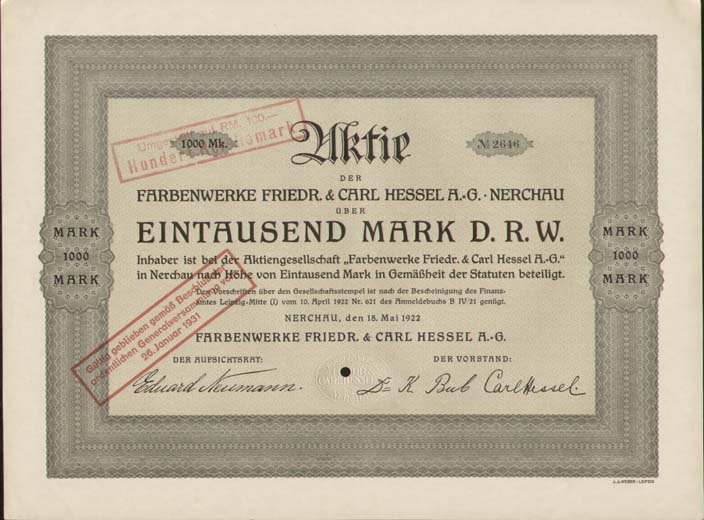 Umgestellt auf RM. 100.—
Hundert Reichsmark
1000 Mk.
Aktie
№ 2646
DER
FARBENWERKE FRIEDR. & CARL HESSEL A.-G. · NERCHAU
ÜBER
EINTAUSEND MARK D. R. W.
Inhaber ist bei der Aktiengesellschaft „Farbenwerke Friedr. & Carl Hessel A.-G.“
in Nerchau nach Höhe von Eintausend Mark in Gemäßheit der Statuten beteiligt.
Den Vorschriften über den Gesellschaftsstempel ist nach der Bescheinigung des Finanz-
amtes Leipzig-Mitte (I) vom 10. April 1922 Nr. 621 des Anmeldebuchs B IV/21 genügt.
NERCHAU, den 18. Mai 1922
FARBENWERKE FRIEDR. & CARL HESSEL A.-G.
DER AUFSICHTSRAT:
DER VORSTAND:
Eduard Neumann.
Dr. K Bub Carl Hessel.
MARK
1000
MARK
MARK
1000
MARK
Gültig geblieben gemäß Beschluß der
ordentlichen Generalversammlung vom
26. Januar 1931
J.J.WEBER-LEIPZIG